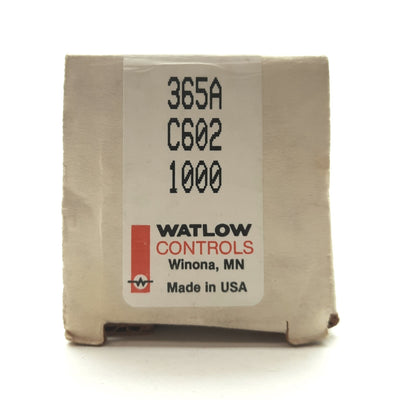 365A
C602
1000
WATLOW
CONTROLS
Winona, MN
Made in USA